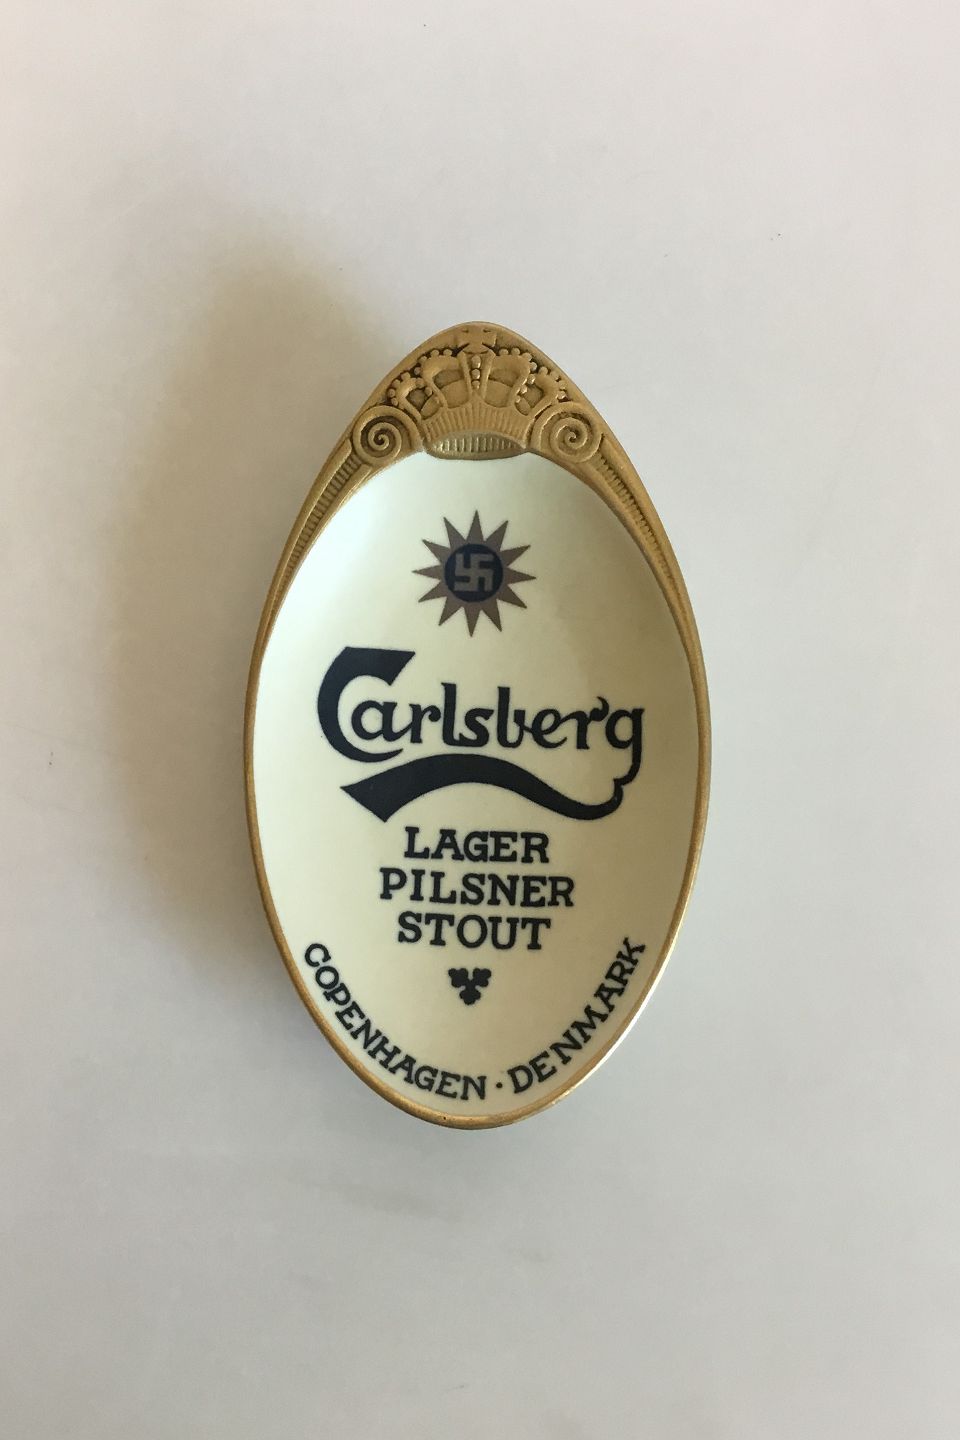 Carlsberg
LAGER
PILSNER
STOUT
COPENHAGEN · DENMARK